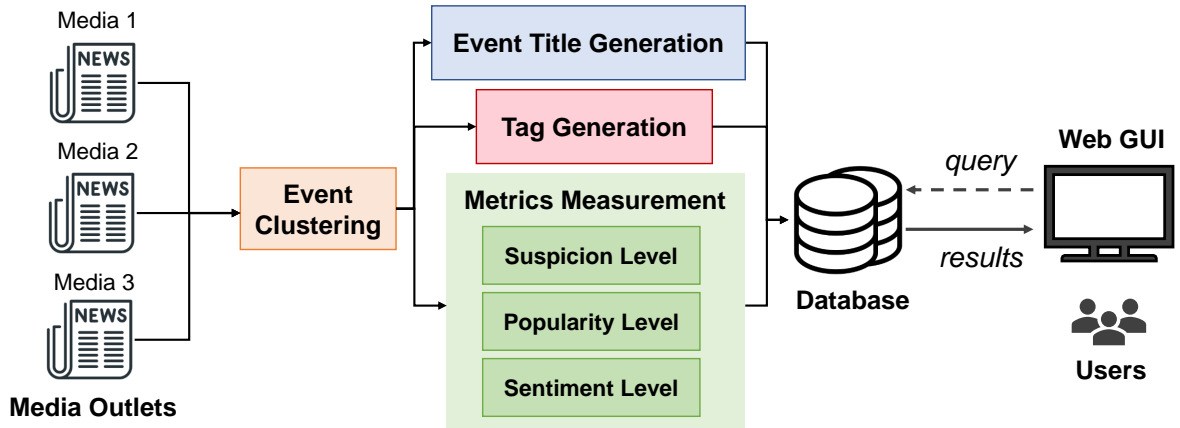 Media 1
NEWS
Media 2
NEWS
Media 3
NEWS
Media Outlets
Event
Clustering
Event Title Generation
Tag Generation
Metrics Measurement
Suspicion Level
Popularity Level
Sentiment Level
Database
query
results
Web GUI
Users